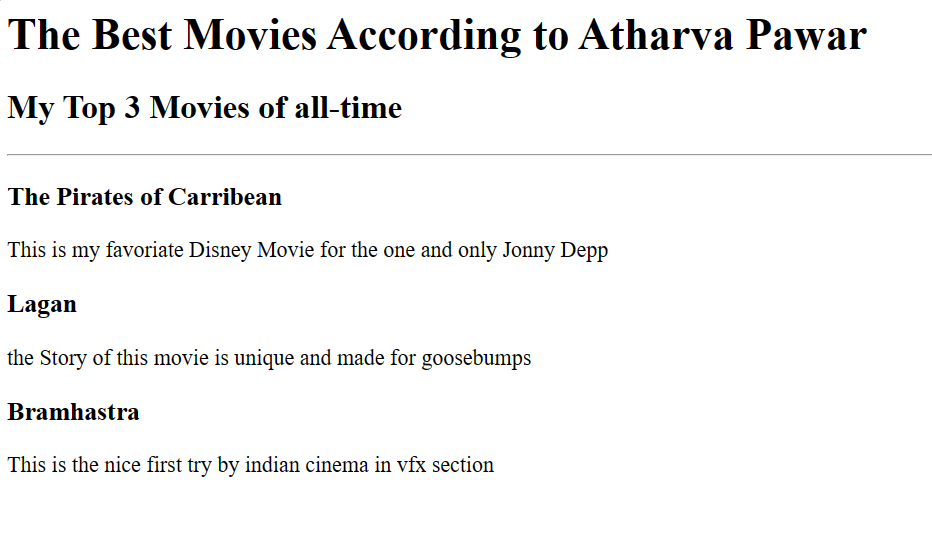 The Best Movies According to Atharva Pawar
My Top 3 Movies of all-time
The Pirates of Carribean
This is my favoriate Disney Movie for the one and only Jonny Depp
Lagan
the Story of this movie is unique and made for goosebumps
Bramhastra
This is the nice first try by indian cinema in vfx section